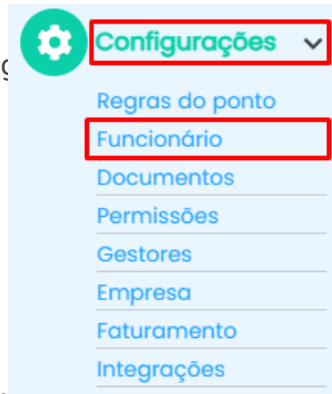 Configurações
Regras do ponto
Funcionário
Documentos
Permissões
Gestores
Empresa
Faturamento
Integrações